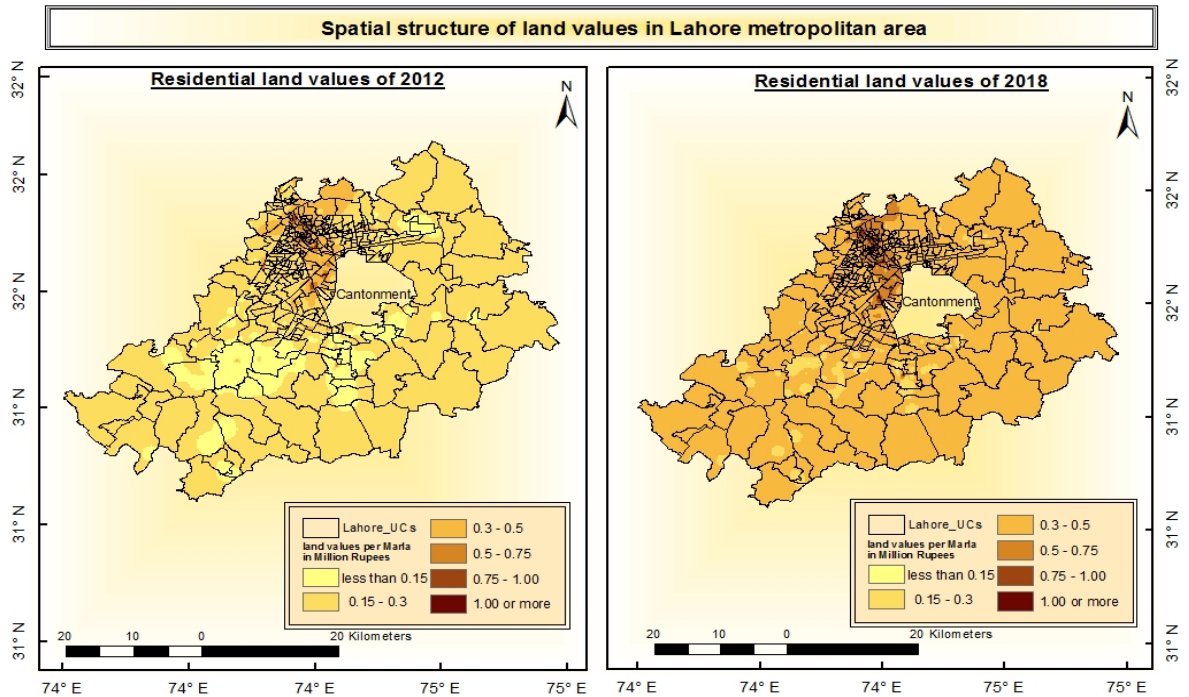 Spatial structure of land values in Lahore metropolitan area
Residential land values of 2012
N
32° N
32° N
32° N
31° N
31° N
31° N
Cantonment
Lahore_UCs
land values per Marla
in Million Rupees
less than 0.15
0.15 - 0.3
0.3 - 0.5
0.5 - 0.75
0.75 - 1.00
1.00 or more
20 10 0 20 Kilometers
74° E 74° E 74° E 75° E 75° E
Residential land values of 2018
N
Cantonment
Lahore_UCs
land values per Marla
in Million Rupees
less than 0.15
0.15 - 0.3
0.3 - 0.5
0.5 - 0.75
0.75 - 1.00
1.00 or more
20 10 0 20 Kilometers
32° N
32° N
32° N
31° N
31° N
31° N
74° E 74° E 74° E 75° E 75° E